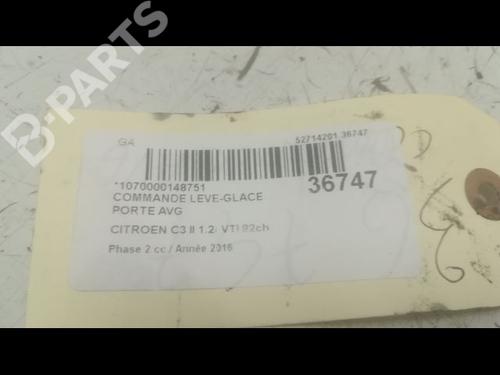 B-PARTS
GA
52714201.36747
*1070000148751
36747
COMMANDE LEVE-GLACE
PORTE AVG
CITROEN C3 II 1.2i VTI 82ch
Phase 2 cc / Année 2016